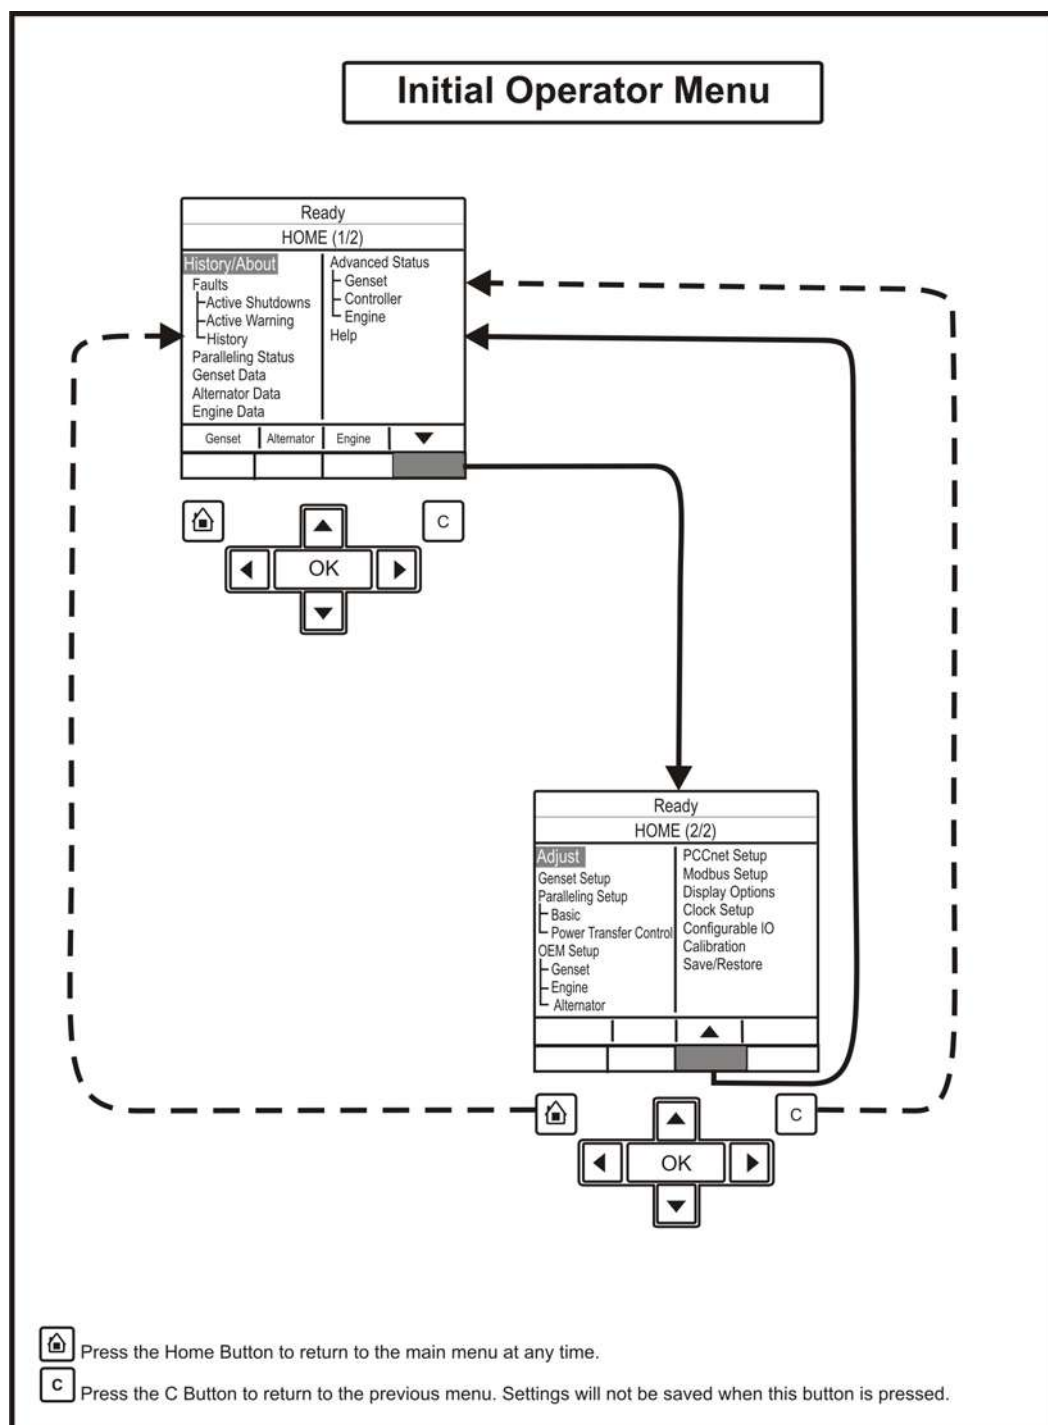 Initial Operator Menu
Ready
HOME (1/2)
History/About
Faults
Active Shutdowns
Active Warning
History
Paralleling Status
Genset Data
Alternator Data
Engine Data
Advanced Status
Genset
Controller
Engine
Help
Genset Alternator Engine
C
OK
Ready
HOME (2/2)
Adjust
Genset Setup
Paralleling Setup
Basic
Power Transfer Control
OEM Setup
Genset
Engine
Alternator
PCCnet Setup
Modbus Setup
Display Options
Clock Setup
Configurable IO
Calibration
Save/Restore
C
OK
Press the Home Button to return to the main menu at any time.
C Press the C Button to return to the previous menu. Settings will not be saved when this button is pressed.